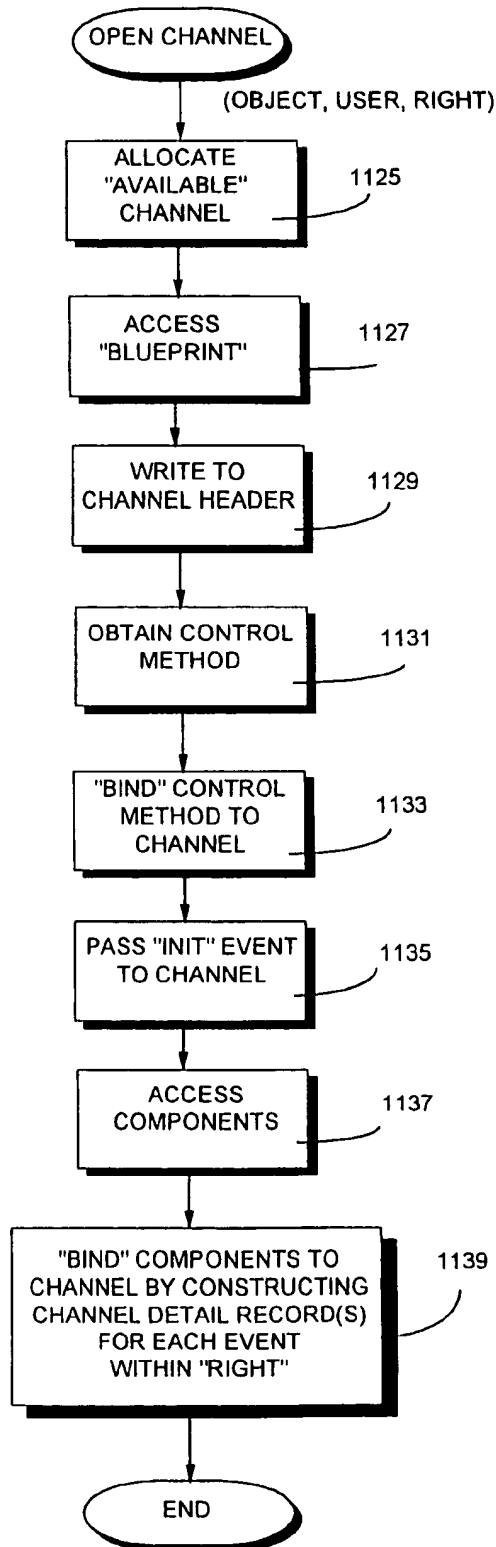 OPEN CHANNEL
(OBJECT, USER, RIGHT)
ALLOCATE
"AVAILABLE"
CHANNEL
1125
ACCESS
"BLUEPRINT"
1127
WRITE TO
CHANNEL HEADER
1129
OBTAIN CONTROL
METHOD
1131
"BIND" CONTROL
METHOD TO
CHANNEL
1133
PASS "INIT" EVENT
TO CHANNEL
1135
ACCESS
COMPONENTS
1137
"BIND" COMPONENTS TO
CHANNEL BY CONSTRUCTING
CHANNEL DETAIL RECORD(S)
FOR EACH EVENT
WITHIN "RIGHT"
1139
END